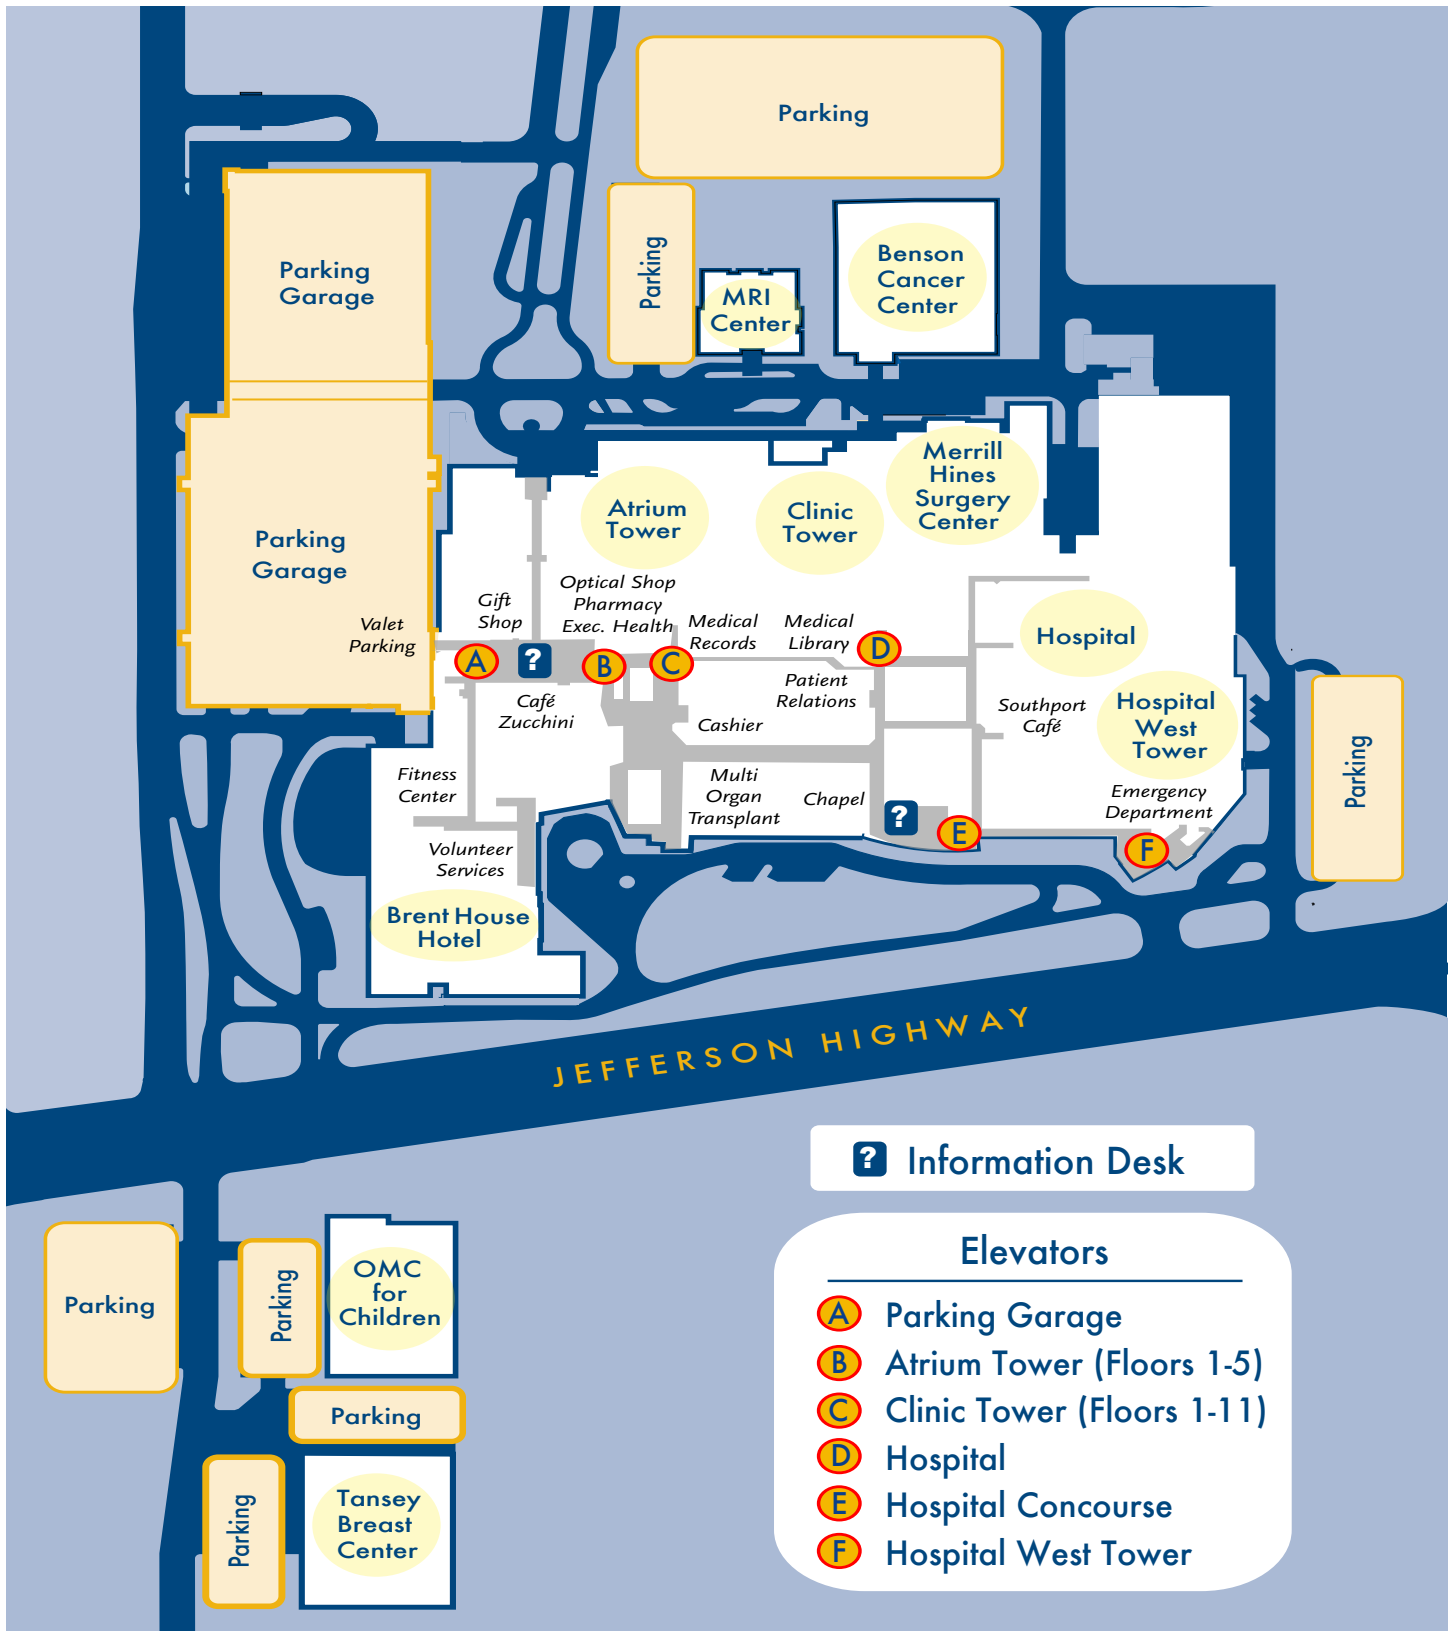 Parking
Parking
Benson
Cancer
Center
MRI
Center
Parking
Garage
Merrill
Hines
Surgery
Center
Atrium
Tower
Clinic
Tower
Parking
Garage
Optical Shop
Pharmacy
Exec. Health
Gift
Shop
Valet
Parking
Medical
Records
Medical
Library
Hospital
A
?
B
C
D
Patient
Relations
Café
Zucchini
Cashier
Southport
Café
Hospital
West
Tower
Parking
Fitness
Center
Multi
Organ
Transplant
Chapel
?
E
Emergency
Department
F
Volunteer
Services
Brent House
Hotel
JEFFERSON HIGHWAY
? Information Desk
Elevators
A Parking Garage
B Atrium Tower (Floors 1-5)
C Clinic Tower (Floors 1-11)
D Hospital
E Hospital Concourse
F Hospital West Tower
Parking
Parking
OMC
for
Children
Parking
Parking
Tansey
Breast
Center